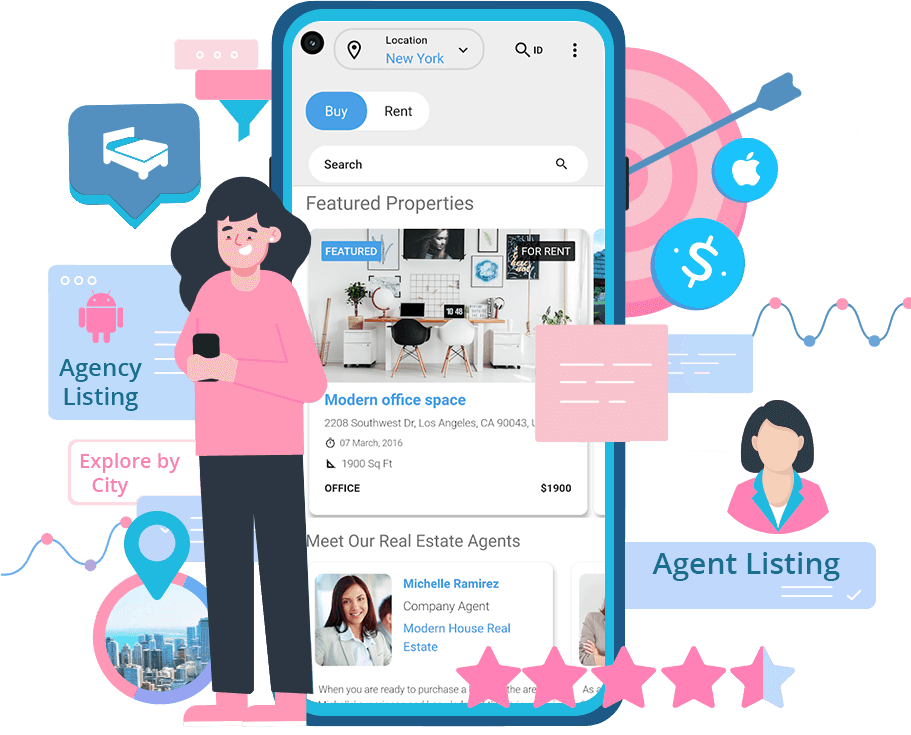 Location
New York
ID
Buy
Rent
Search
Featured Properties
FEATURED
FOR RENT
10 48
Modern office space
2208 Southwest Dr, Los Angeles, CA 90043,
07 March, 2016
1900 Sq Ft
OFFICE
$1900
Meet Our Real Estate Agents
Michelle Ramirez
Company Agent
Modern House Real
Estate
When you are ready to purchase a
the are
As a
Agency
Listing
Explore by
City
$
Agent Listing